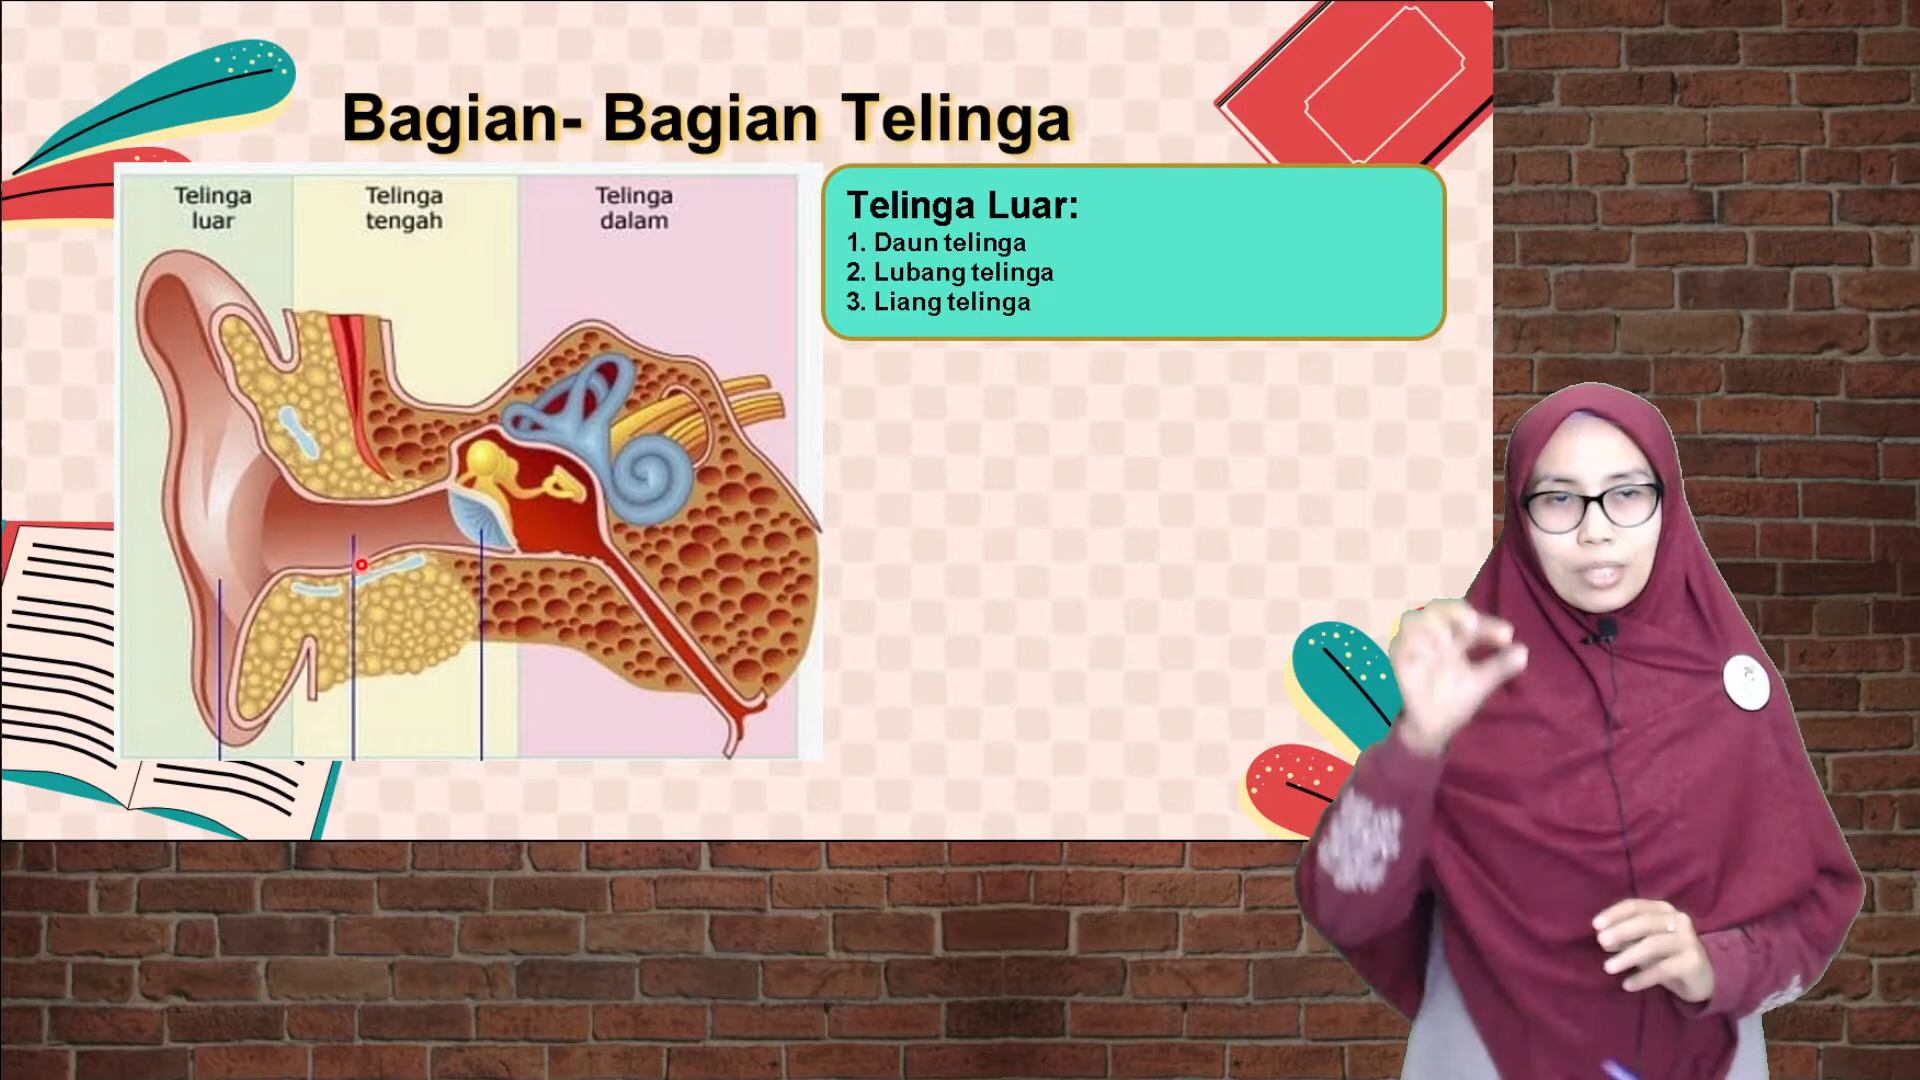 Bagian- Bagian Telinga
Telinga
luar
Telinga
tengah
Telinga
dalam
Telinga Luar:
1. Daun telinga
2. Lubang telinga
3. Liang telinga